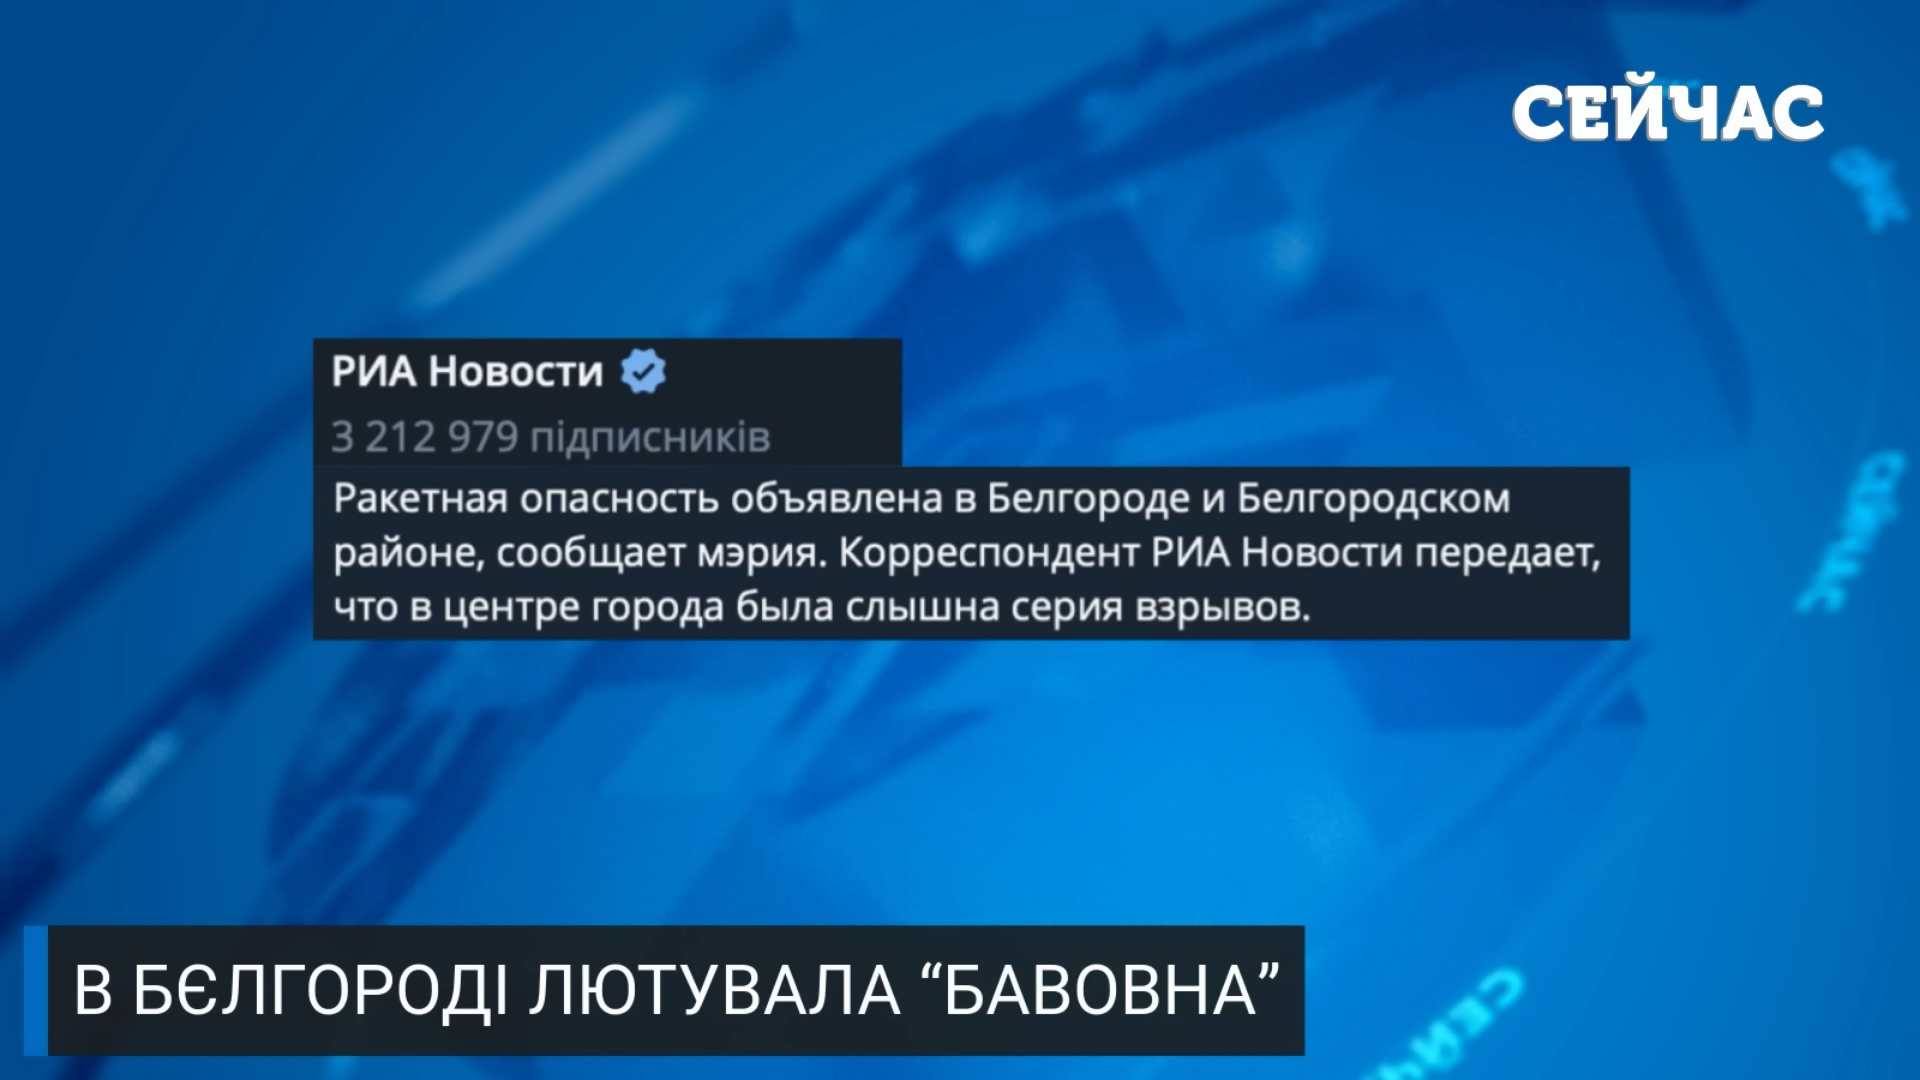 СЕЙЧАС
РИА Новости
3 212 979 підписників
Ракетная опасность объявлена в Белгороде и Белгородском
районе, сообщает мэрия. Корреспондент РИА Новости передает,
что в центре города была слышна серия взрывов.
В БЄЛГОРОДІ ЛЮТУВАЛА “БАВОВНА”